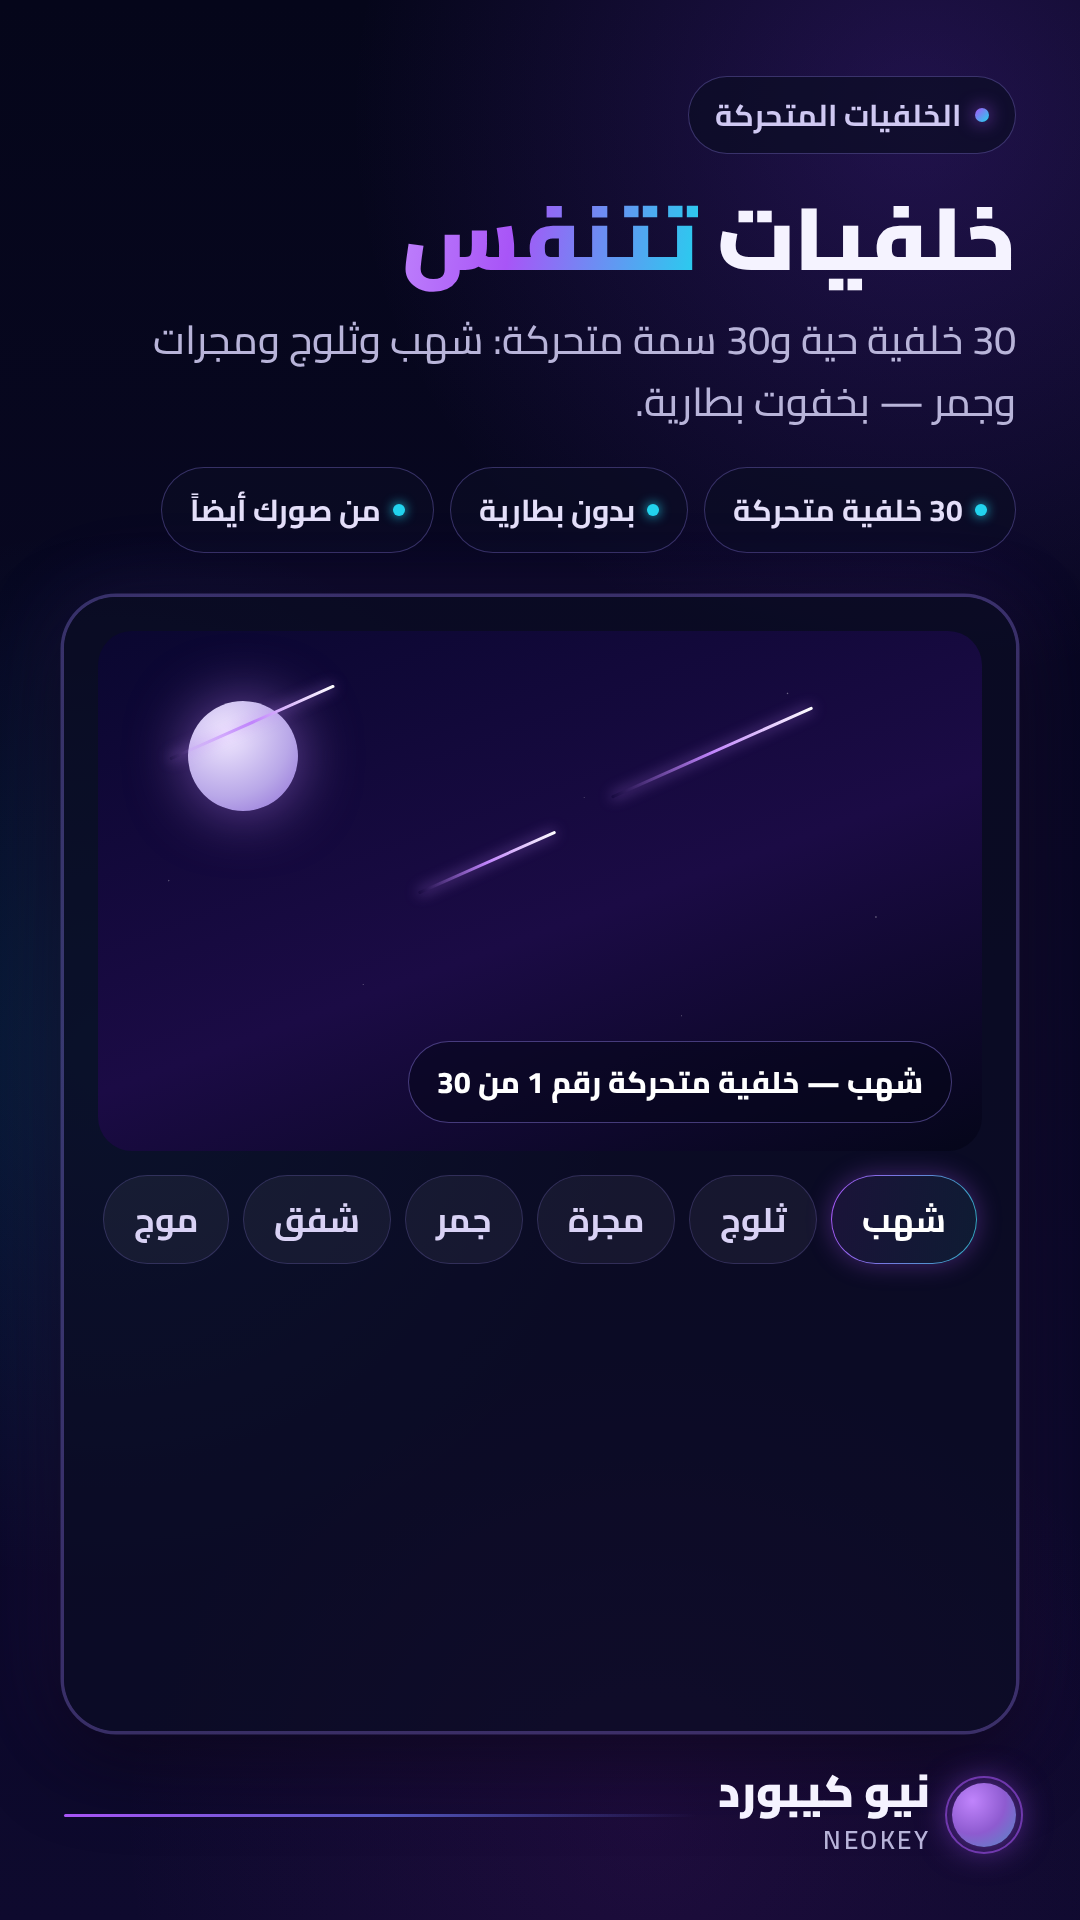 الخلفيات المتحركة
خلفيات تتنفس
30 خلفية حية و30 سمة متحركة: شهب وثلوج ومجرات
وجمر — بخفوت بطارية.
30 خلفية متحركة
بدون بطارية
من صورك أيضاً
شهب — خلفية متحركة رقم 1 من 30
شهب
ثلوج
مجرة
جمر
شفق
موج
نيو كيبورد
NEOKEY